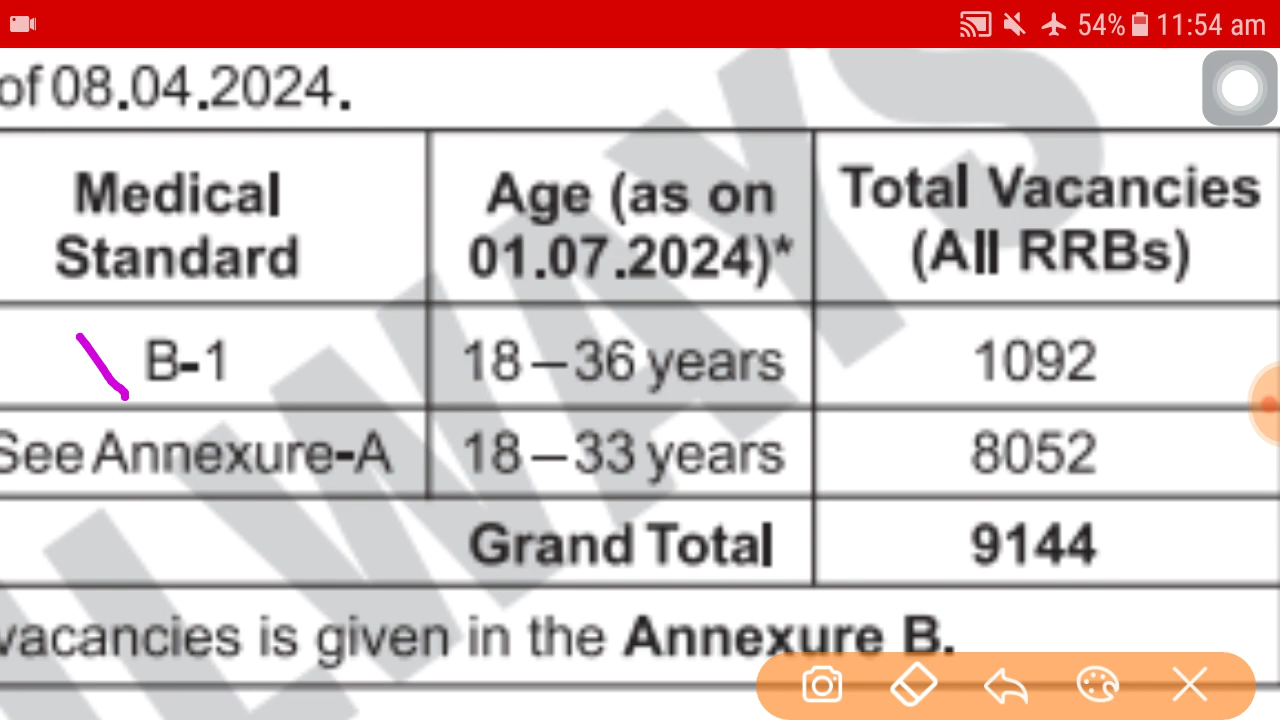 54% 11:54 am
of 08.04.2024.
Medical Standard
Age (as on 01.07.2024)*
Total Vacancies (All RRBs)
B-1 18 – 36 years 1092
See Annexure-A 18 – 33 years 8052
Grand Total 9144
vacancies is given in the Annexure B.